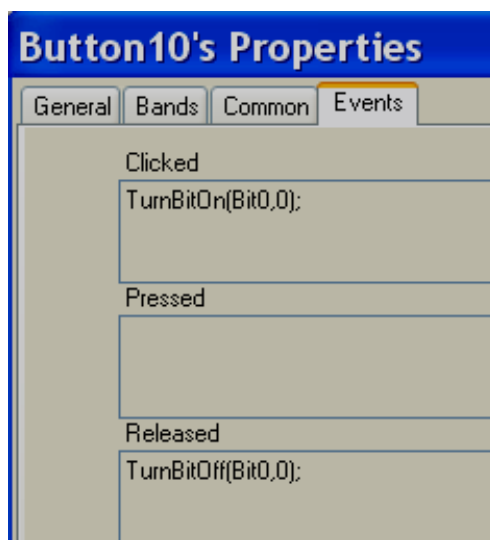 Button10's Properties
General Bands Common Events
Clicked
TurnBitOn(Bit0,0);
Pressed
Released
TurnBitOff(Bit0,0);